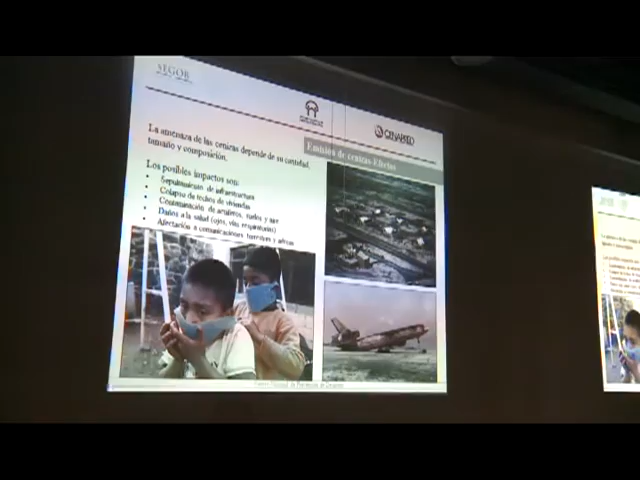 SEGOB
CENAPRED
Emisión de cenizas-Efectos
La amenaza de las cenizas depende de su cantidad,
tamaño y composición.
Los posibles impactos son:
• Sepultamiento de infraestructura
• Colapso de techos de viviendas
• Contaminación de acuíferos, suelos y aire
• Daños a la salud (ojos, vías respiratorias)
• Afectación a comunicaciones terrestres y aéreas